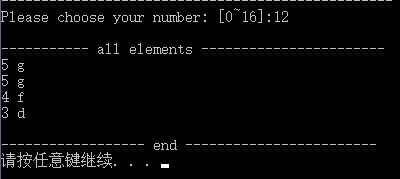 --------------------------------------------------
Please choose your number: [0~16]:12
----------- all elements -----------------------
5 g
5 g
4 f
3 d
------------------ end ------------------------
请按任意键继续. . .